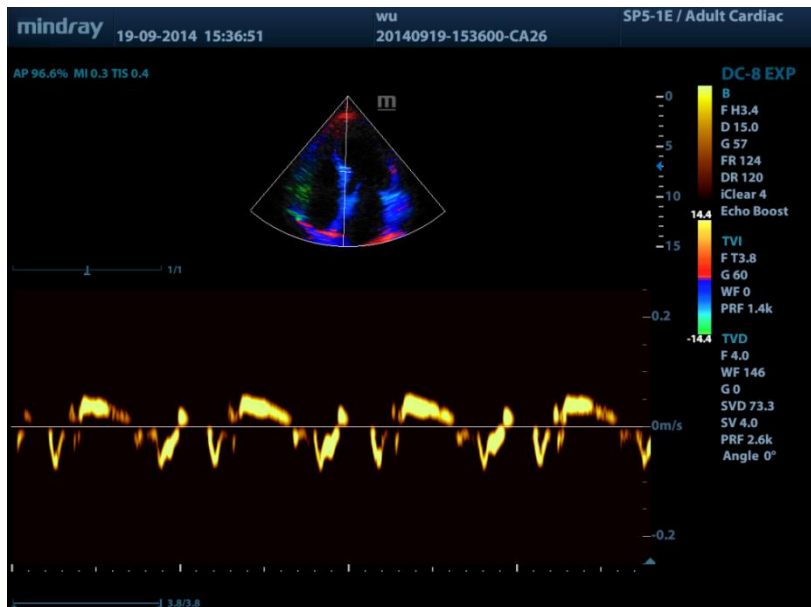 mindray
19-09-2014 15:36:51
wu
20140919-153600-CA26
SP5-1E / Adult Cardiac
AP 96.6% MI 0.3 TIS 0.4
m
DC-8 EXP
B
F H3.4
D 15.0
G 57
FR 124
DR 120
iClear 4
Echo Boost
0
5
10
15
14.4
-14.4
TVI
F T3.8
G 60
WF 0
PRF 1.4k
TVD
F 4.0
WF 146
G 0
SVD 73.3
SV 4.0
PRF 2.6k
Angle 0°
1/1
0.2
0m/s
-0.2
3.8/3.8